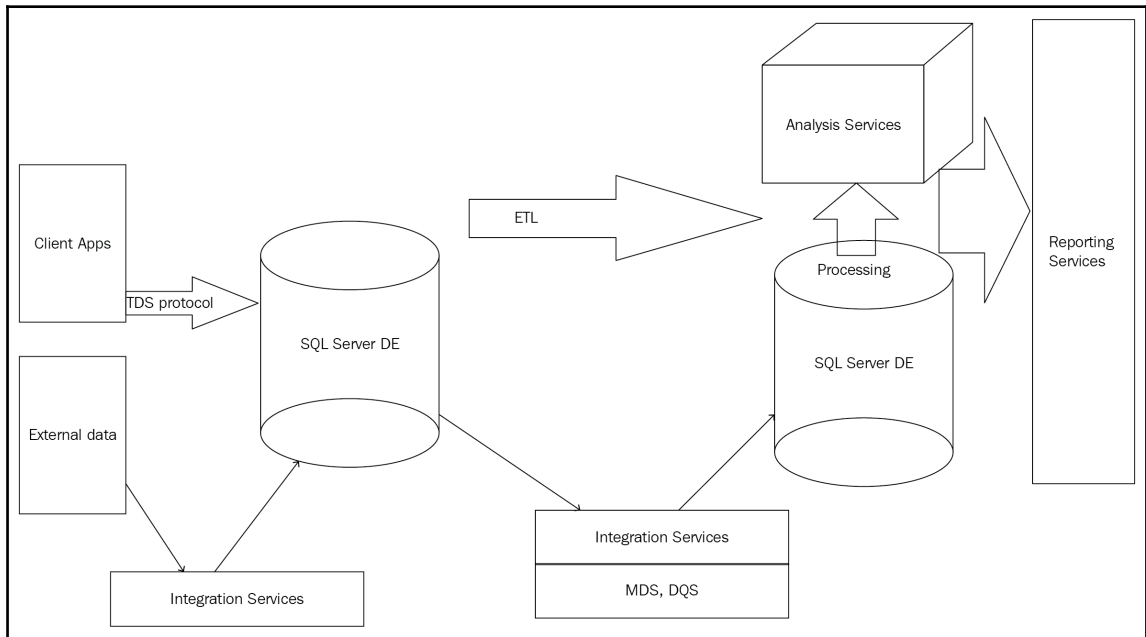 Client Apps
TDS protocol
SQL Server DE
External data
Integration Services
ETL
Integration Services
MDS, DQS
Analysis Services
Processing
SQL Server DE
Reporting
Services